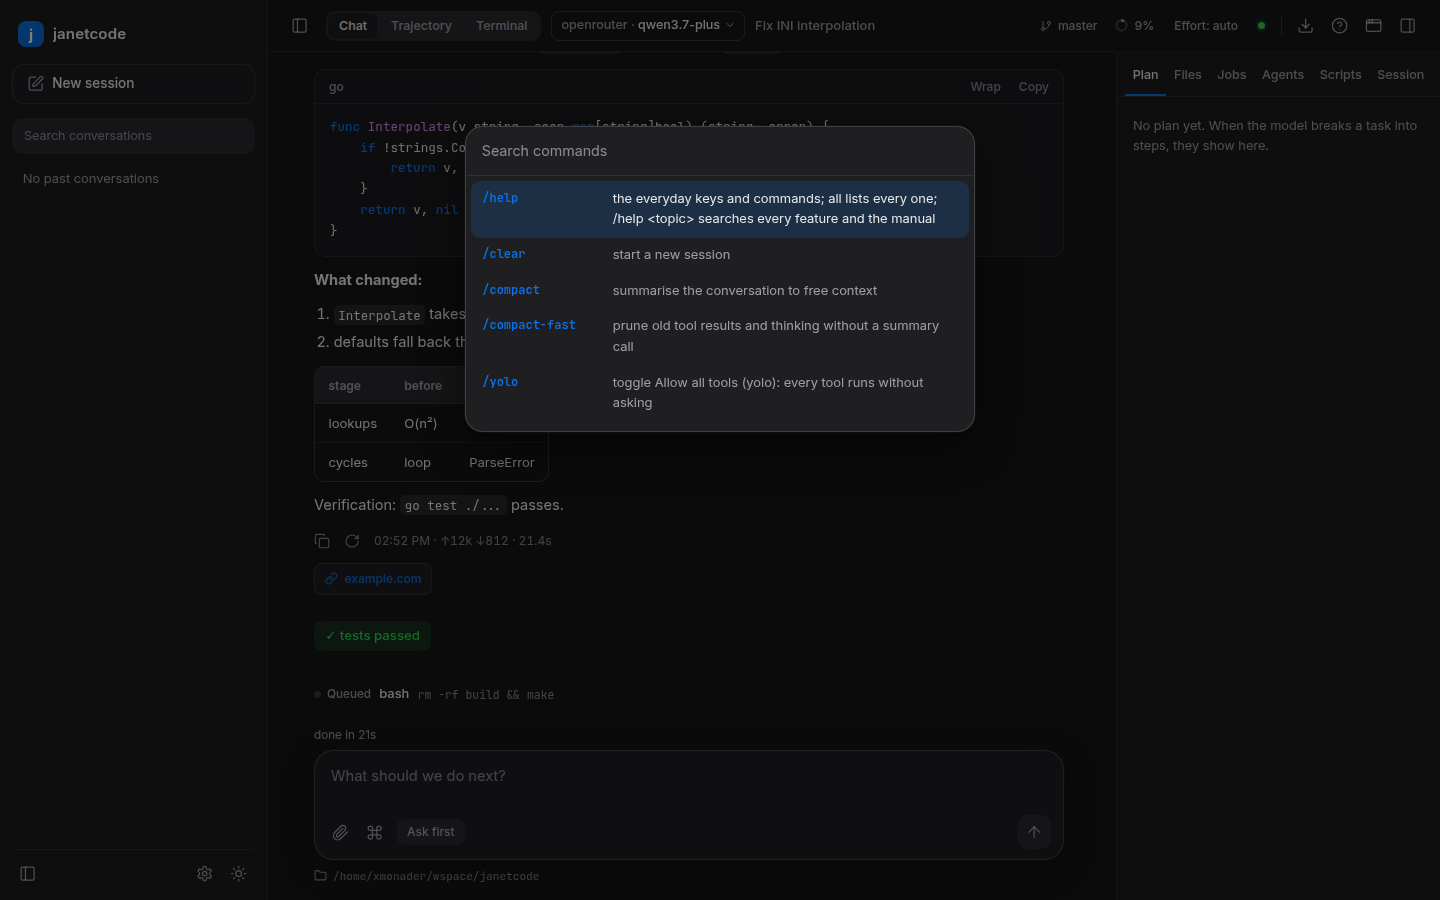 j janetcode
New session
Search conversations
No past conversations
Chat Trajectory Terminal
openrouter · qwen3.7-plus
Fix INI interpolation
master
9%
Effort: auto
go
Wrap Copy
func Interpolate(v string, seen map[string]bool) (string, error) {
if !strings.Co
return v,
}
return v, nil
}
What changed:
1. Interpolate takes
2. defaults fall back th
stage before
lookups O(n²)
cycles loop ParseError
Verification: go test ./... passes.
02:52 PM · ↑12k ↓812 · 21.4s
example.com
✓ tests passed
Queued bash rm -rf build && make
done in 21s
What should we do next?
Ask first
/home/xmonader/wspace/janetcode
Search commands
/help the everyday keys and commands; all lists every one;
/help <topic> searches every feature and the manual
/clear start a new session
/compact summarise the conversation to free context
/compact-fast prune old tool results and thinking without a summary
call
/yolo toggle Allow all tools (yolo): every tool runs without
asking
Plan Files Jobs Agents Scripts Session
No plan yet. When the model breaks a task into
steps, they show here.